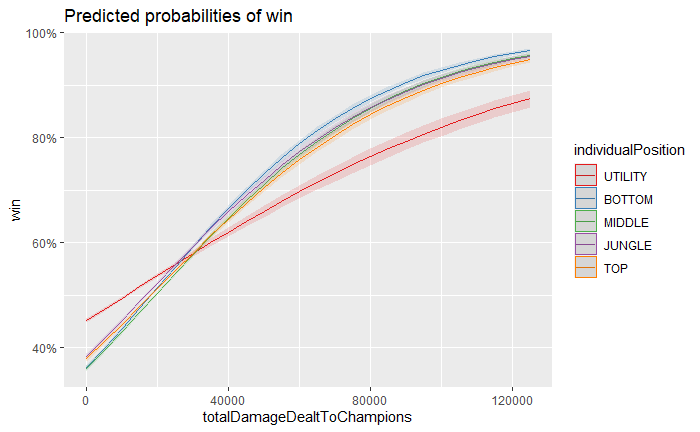 Predicted probabilities of win
100%
80%
60%
40%
win
0
40000
80000
120000
totalDamageDealtToChampions
individualPosition
UTILITY
BOTTOM
MIDDLE
JUNGLE
TOP